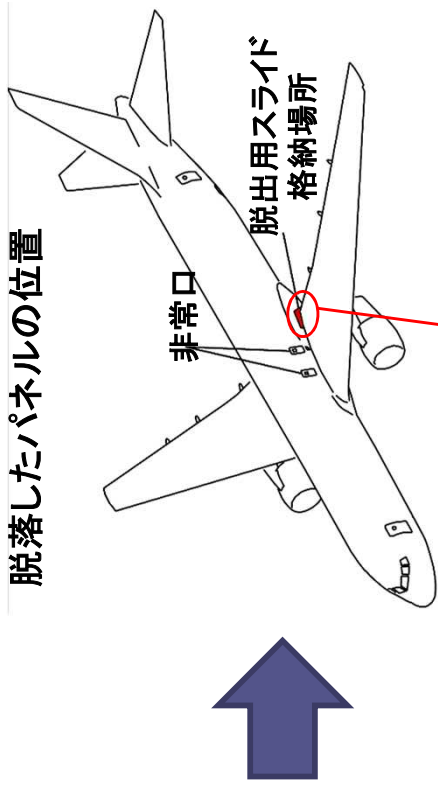 脱落したパネルの位置
非常口
脱出用スライド
格納場所